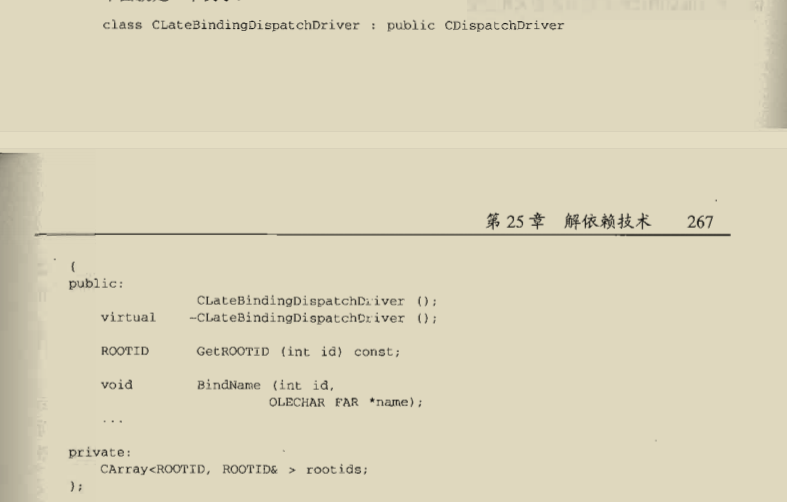 class CLateBindingDispatchDriver : public CDispatchDriver
第 25 章 解依赖技术 267
{
public:
CLateBindingDispatchDriver ();
virtual ~CLateBindingDispatchDriver ();
ROOTID GetROOTID (int id) const;
void BindName (int id,
OLECHAR FAR *name);
...
private:
CArray<ROOTID, ROOTID& > rootids;
};